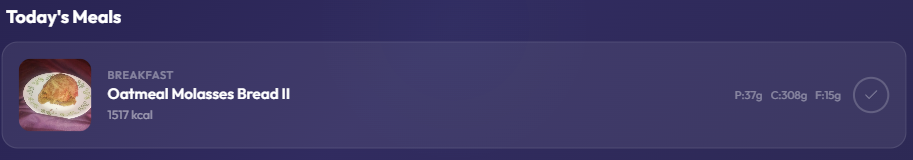 Today's Meals
BREAKFAST
Oatmeal Molasses Bread II
1517 kcal
P:37g C:308g F:15g